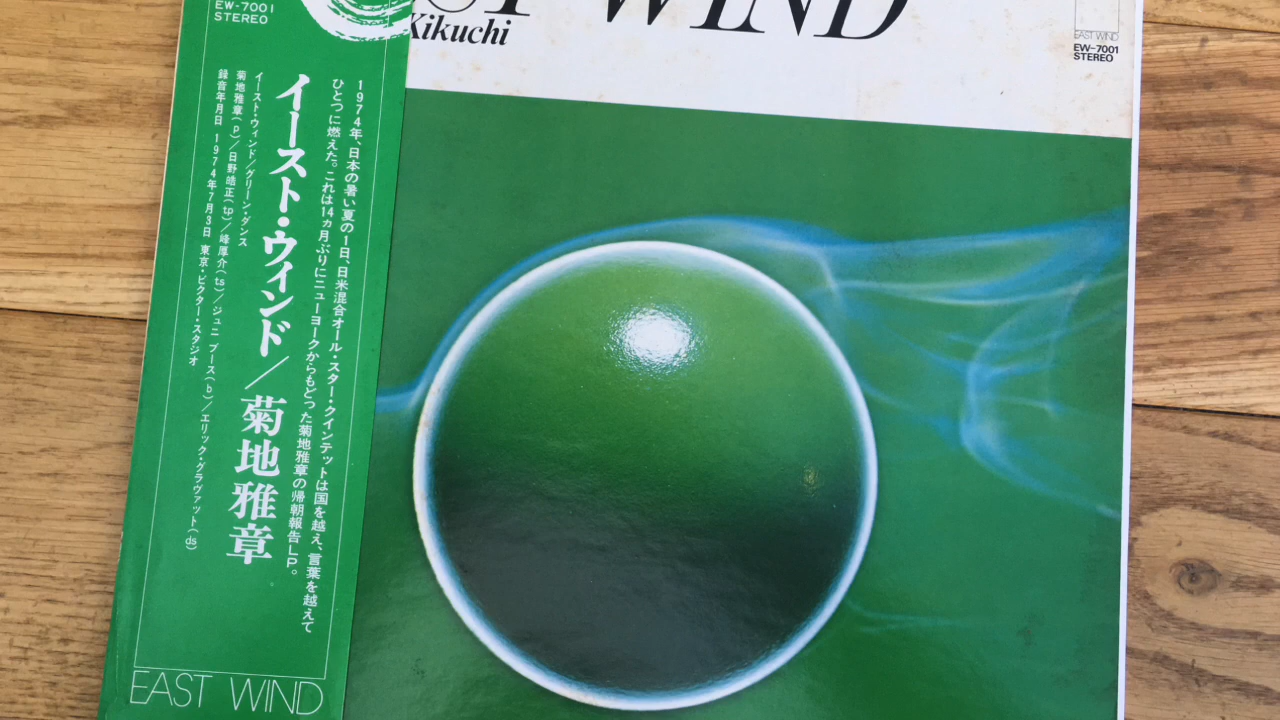 EW-7001
STEREO
WIND
Kikuchi
EAST WIND
EW-7001
STEREO
1974年、日本の暑い夏の1日、日米混合オール・スター・クインテットは国を越え、言葉を越えて
ひとつに燃えた。これは14ヵ月ぶりにニューヨークからもどった菊地雅章の帰朝報告LP。
イースト・ウィンド/菊地雅章
イースト・ウィンド/グリーン・ダンス
菊地雅章(p)/日野皓正(tp)/峰厚介(ts)/ジュニ ブース(b)/エリック・グラヴァット(ds)
録音年月日 1974年7月3日 東京・ビクター・スタジオ
EAST WIND